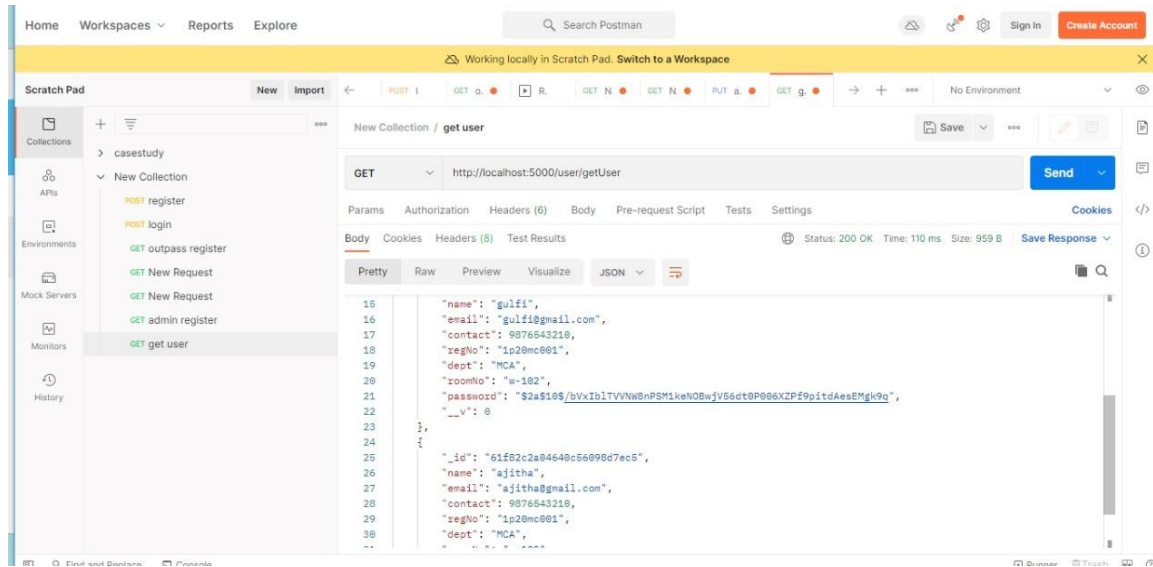 Home Workspaces Reports Explore Search Postman Sign In Create Account
Working locally in Scratch Pad. Switch to a Workspace
Scratch Pad New Import POST l GET o. R. GET N. GET N. PUT a. GET g. No Environment
Collections
APIs
Environments
Mock Servers
Monitors
History
casestudy
New Collection
POST register
POST login
GET outpass register
GET New Request
GET New Request
GET admin register
GET get user
New Collection / get user Save
GET http://localhost:5000/user/getUser Send
Params Authorization Headers (6) Body Pre-request Script Tests Settings Cookies
Body Cookies Headers (8) Test Results Status: 200 OK Time: 110 ms Size: 959 B Save Response
Pretty Raw Preview Visualize JSON
15 "name": "gulfi",
16 "email": "gulfi@gmail.com",
17 "contact": 9876543210,
18 "regNo": "1p20mc001",
19 "dept": "MCA",
20 "roomNo": "w-102",
21 "password":
22 "__v": 0
23 },
24 {
25 "_id": "61f82c2a04640c56098d7ec5",
26 "name": "ajitha",
27 "email": "ajitha@gmail.com",
28 "contact": 9876543210,
29 "regNo": "1p20mc001",
30 "dept": "MCA",
Find and Replace Console Runner Trash